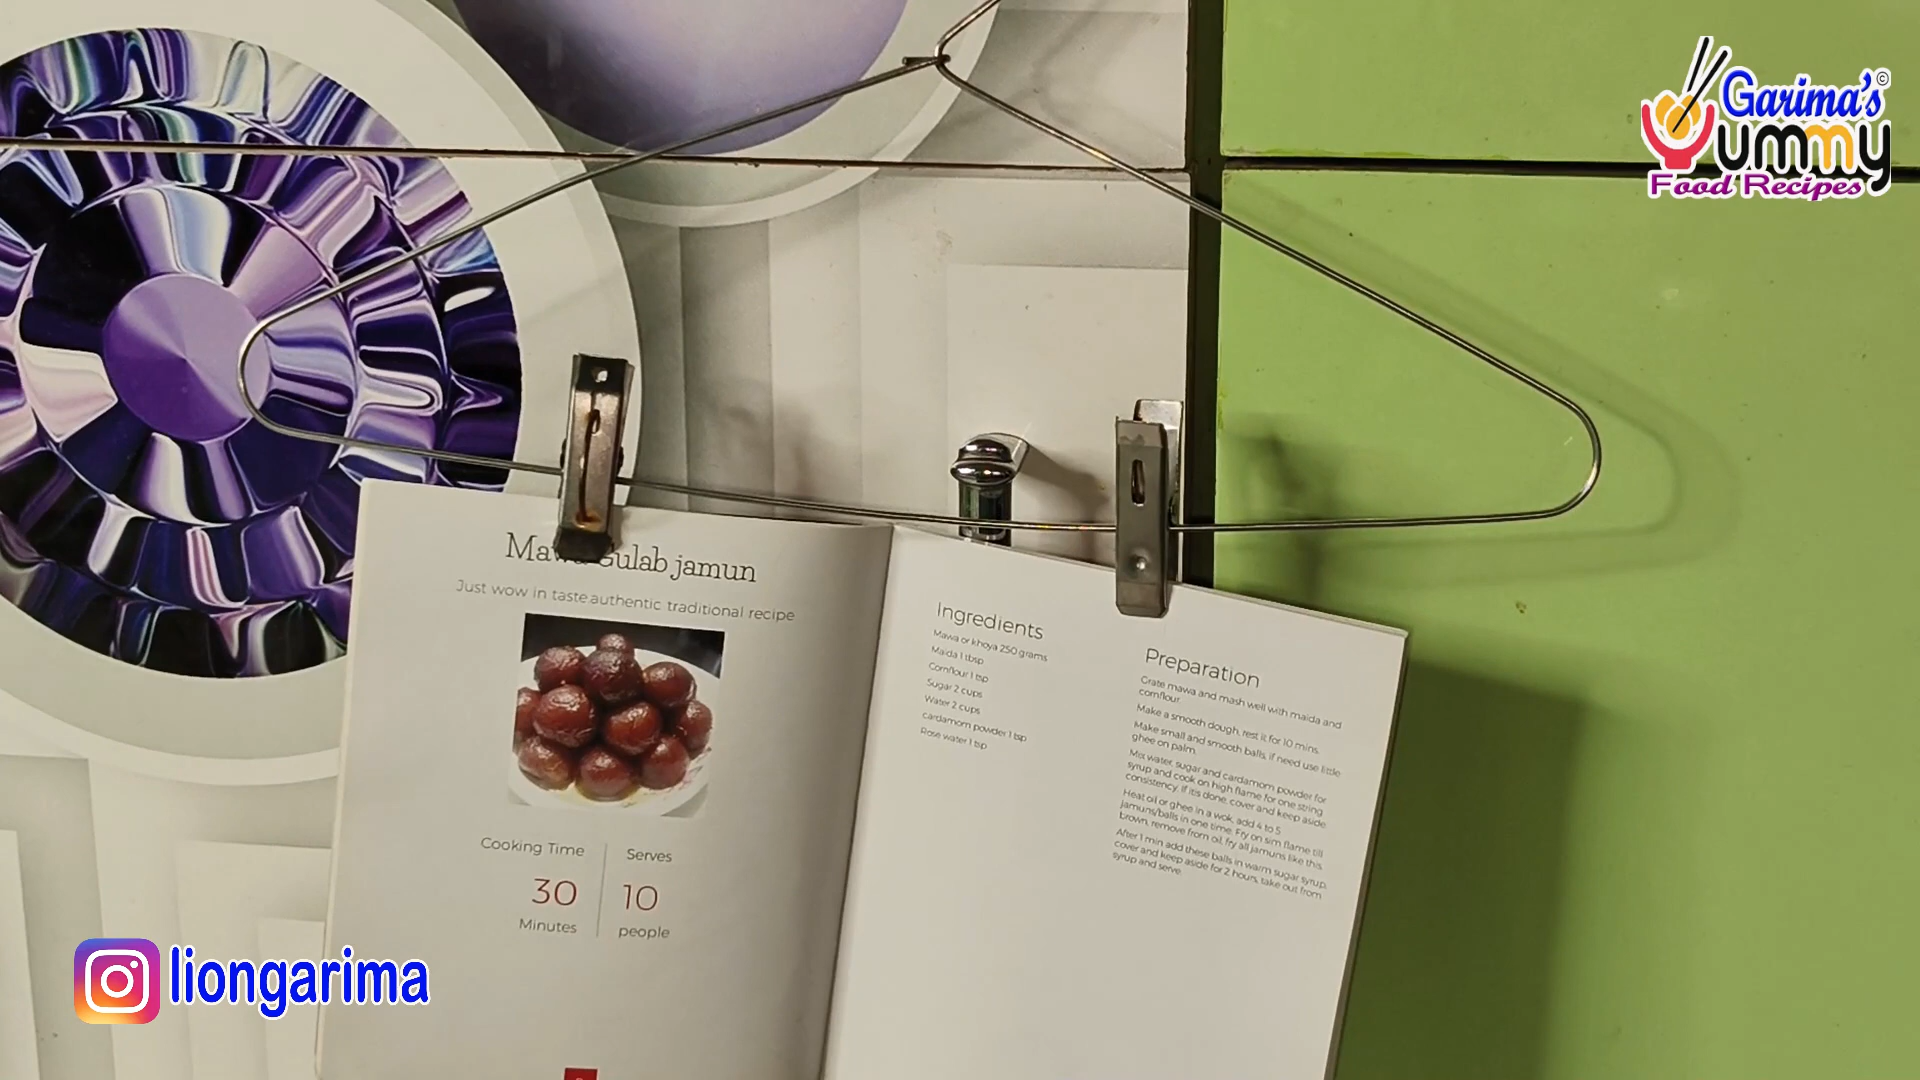 Garima's
Yummy
Food Recipes
Gulab jamun
Just wow in taste authentic traditional recipe
Cooking Time
30
Minutes
Serves
10
people
Ingredients
Mawa or khoya 250 grams
Maida 1 tbsp
Cornflour 1 tsp
Sugar 2 cups
Water 2 cups
cardamom powder 1 tsp
Rose water 1 tsp
Preparation
Grate mawa and mash well with maida and
cornflour
Make a smooth dough, rest it for 10 mins.
Make small and smooth balls, if need use little
ghee on palm.
Mix water, sugar and cardamom powder for
syrup and cook on high flame for one string
consistency. If its done, cover and keep aside
Heat oil or ghee in a wok, add 4 to 5
jamuns/balls in one time. Fry on sim flame till
brown, remove from oil, fry all jamuns like this.
After 1 min add these balls in warm sugar syrup,
cover and keep aside for 2 hours, take out from
syrup and serve.
liongarima